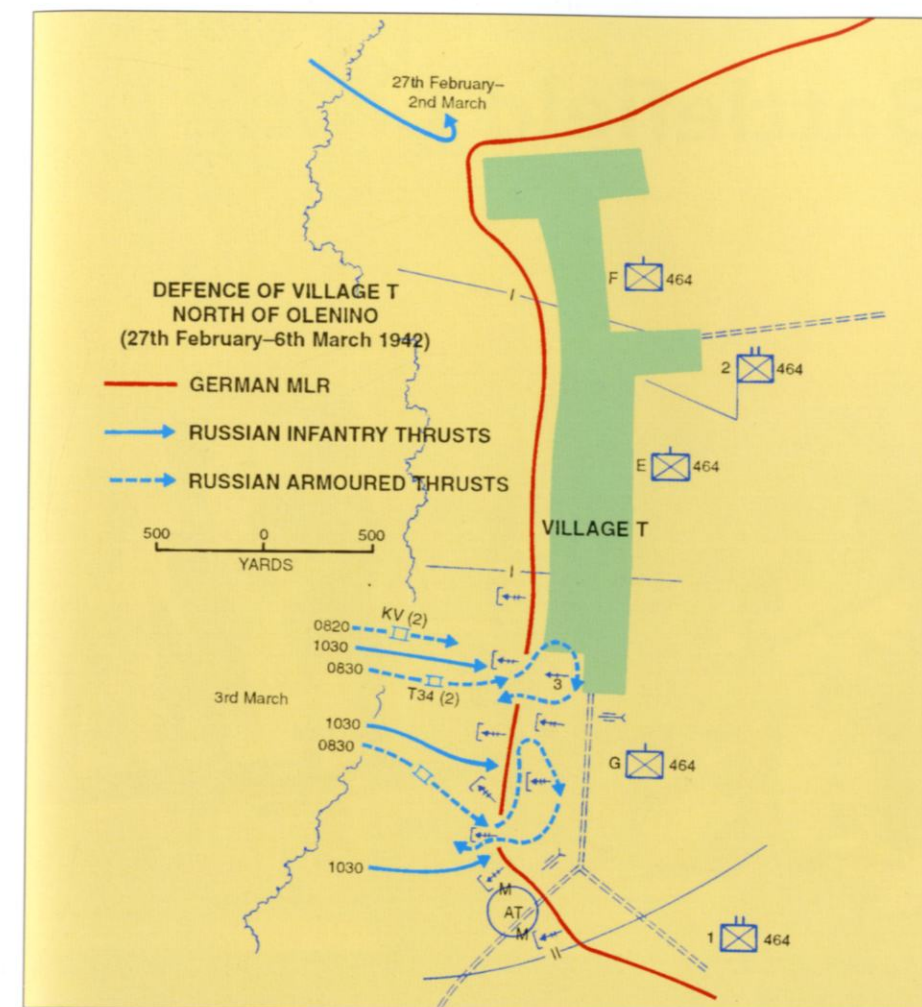 27th February–
2nd March
F 464
I
DEFENCE OF VILLAGE T
NORTH OF OLENINO
(27th February–6th March 1942)
2 464
GERMAN MLR
RUSSIAN INFANTRY THRUSTS
E 464
RUSSIAN ARMOURED THRUSTS
VILLAGE T
500 0 500
YARDS
I
KV (2)
0820
1030
0830
3
T34 (2)
3rd March
1030
0830
G 464
1030
M
AT
M
1 464
II